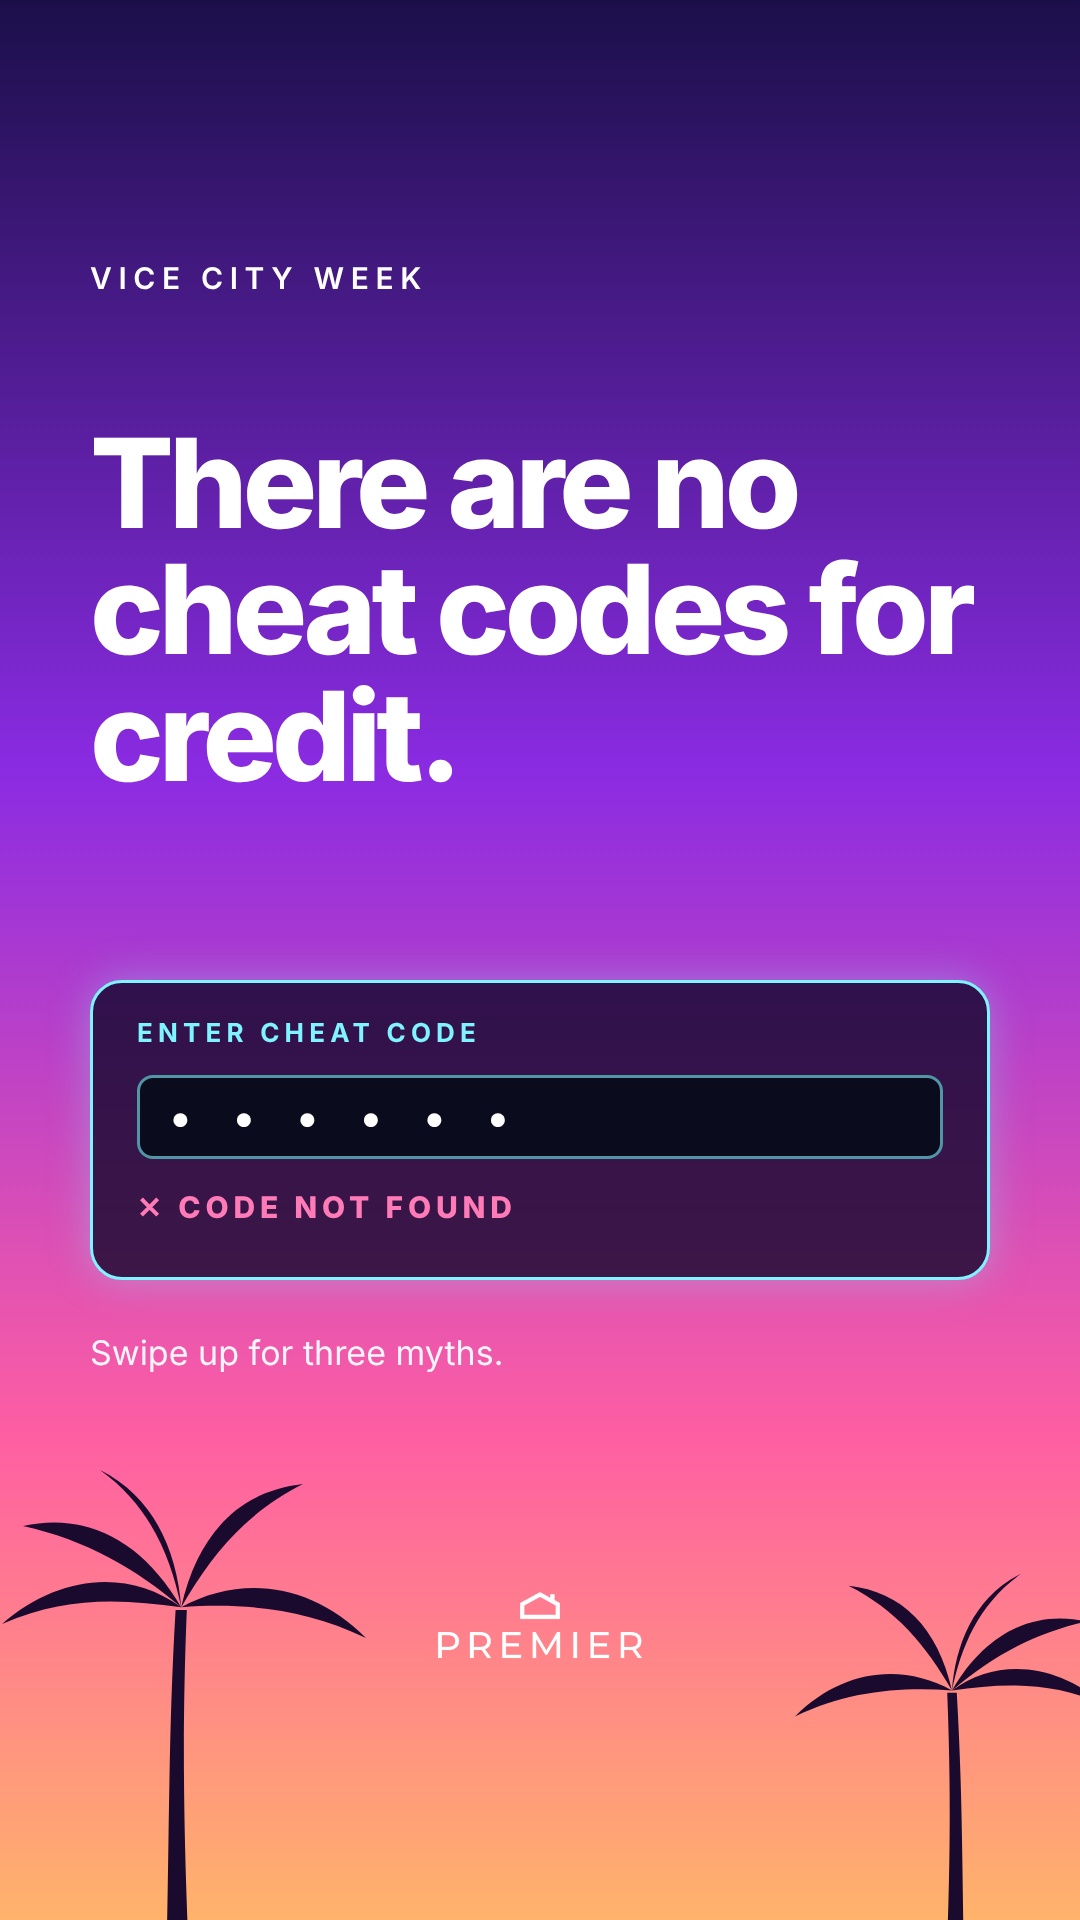 VICE CITY WEEK
There are no
cheat codes for
credit.
ENTER CHEAT CODE
● ● ● ● ● ●
✕ CODE NOT FOUND
Swipe up for three myths.
PREMIER